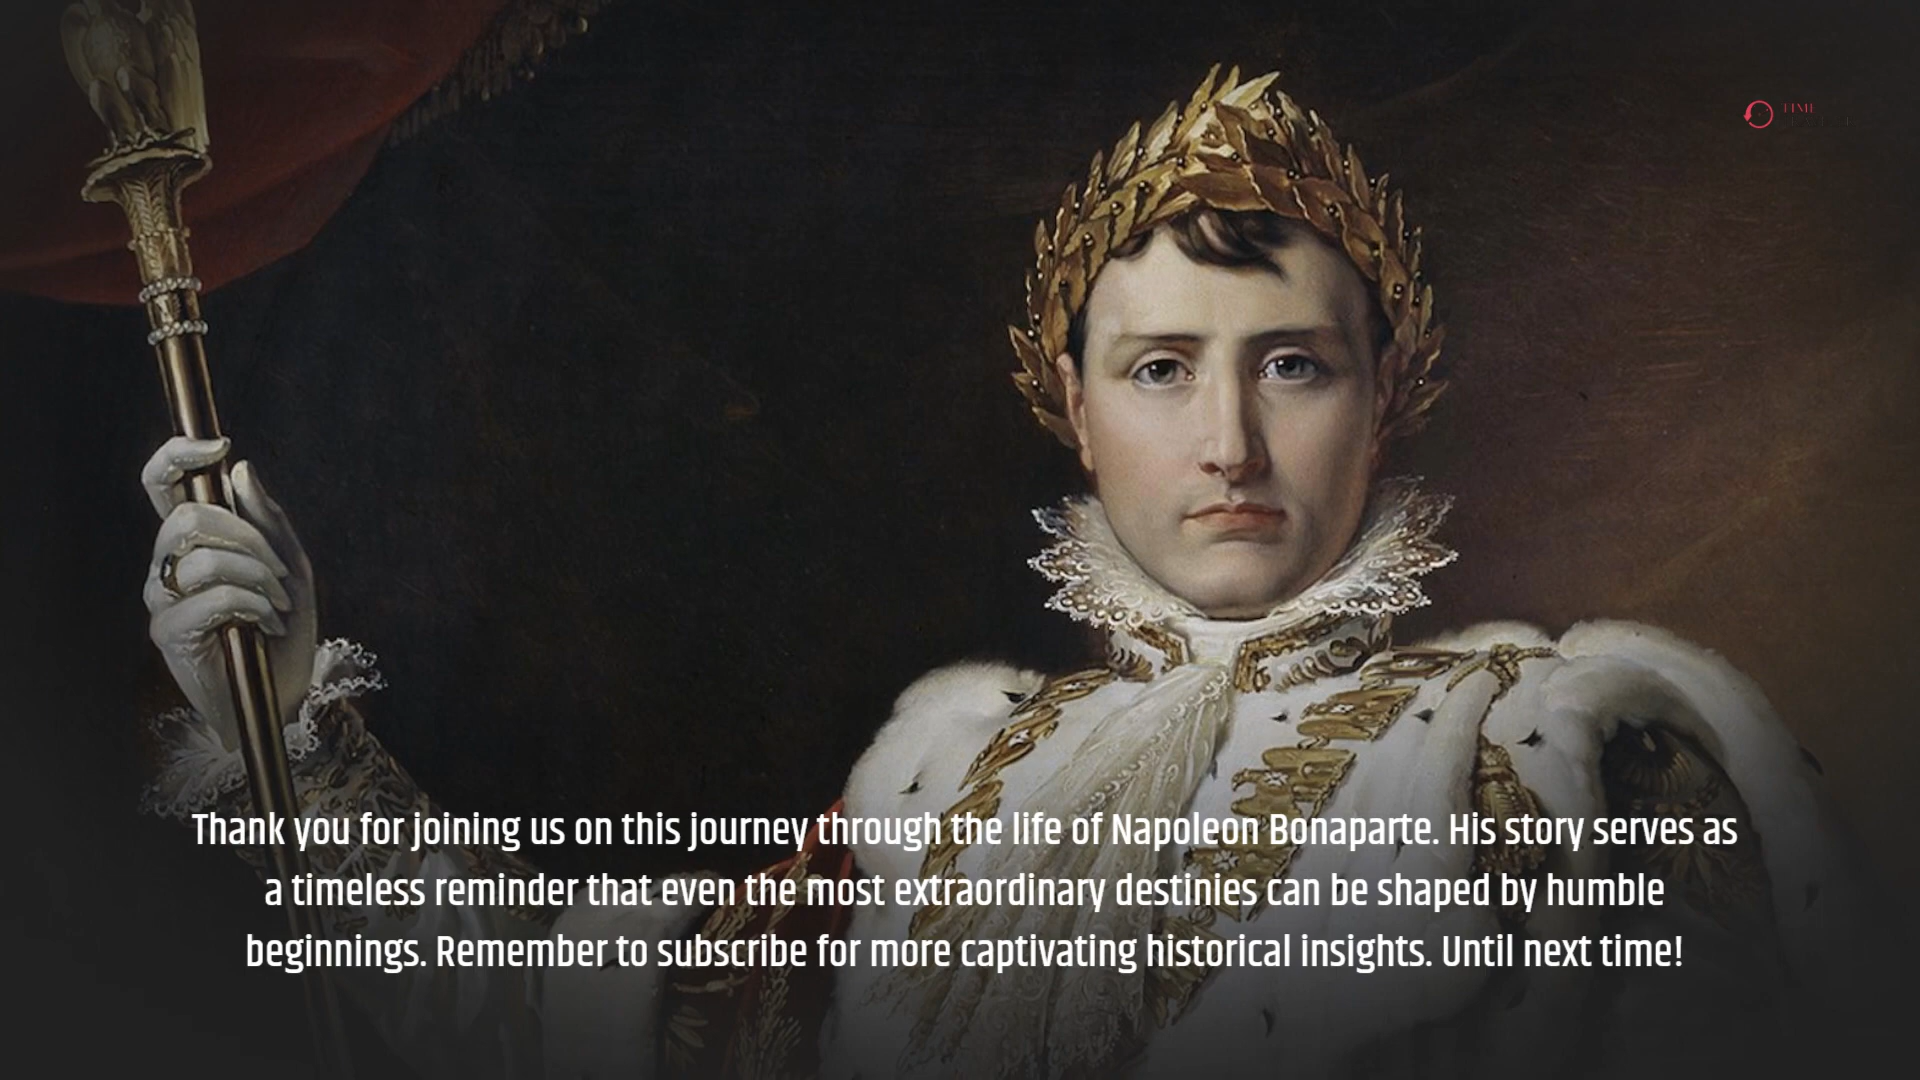 TIME
Thank you for joining us on this journey through the life of Napoleon Bonaparte. His story serves as
a timeless reminder that even the most extraordinary destinies can be shaped by humble
beginnings. Remember to subscribe for more captivating historical insights. Until next time!